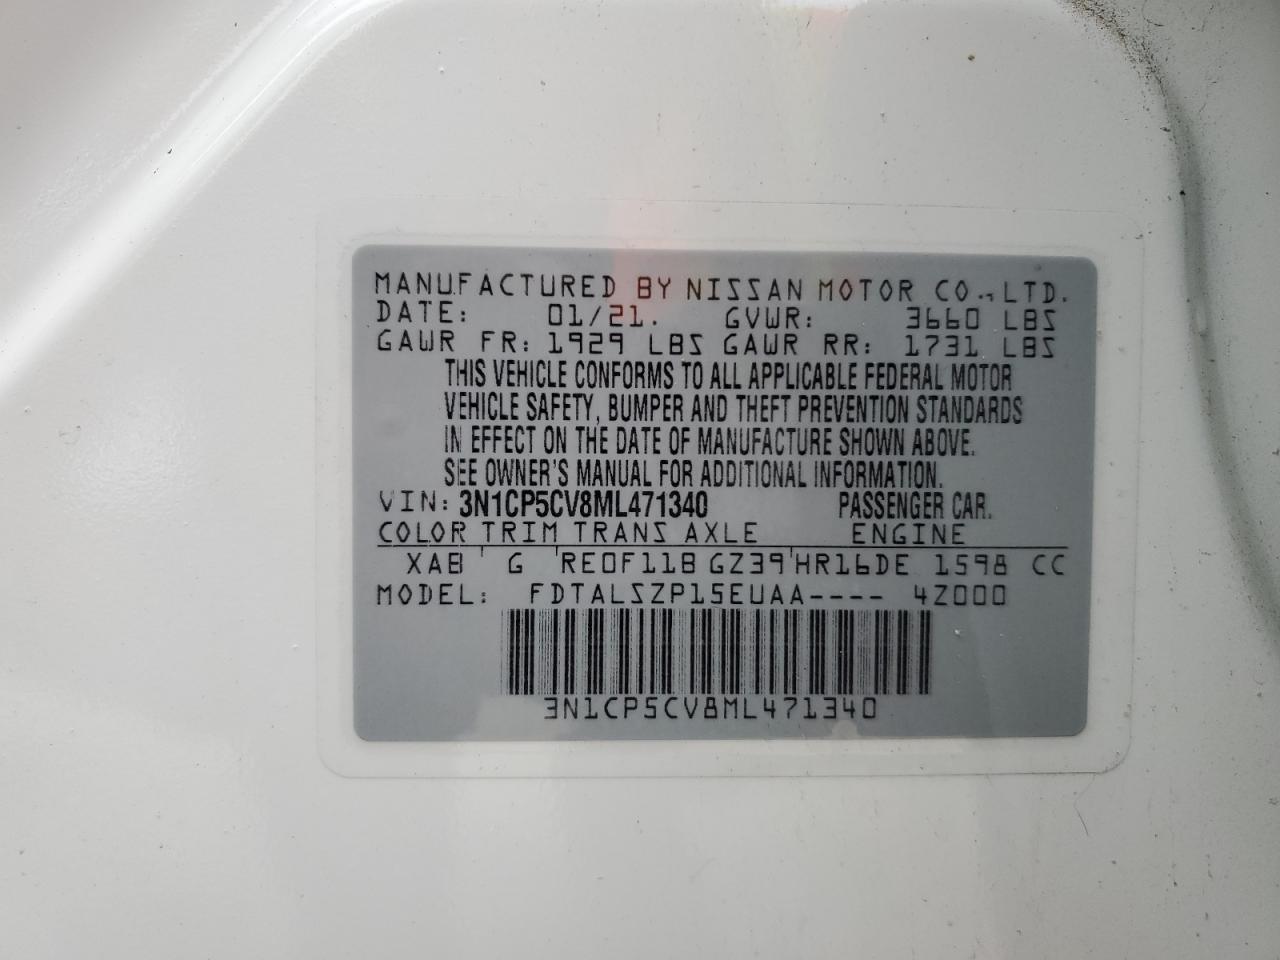 MANUFACTURED BY NISSAN MOTOR CO., LTD.
DATE: 01/21. GVWR: 3660 LBS
GAWR FR: 1929 LBS GAWR RR: 1731 LBS
THIS VEHICLE CONFORMS TO ALL APPLICABLE FEDERAL MOTOR
VEHICLE SAFETY, BUMPER AND THEFT PREVENTION STANDARDS
IN EFFECT ON THE DATE OF MANUFACTURE SHOWN ABOVE.
SEE OWNER'S MANUAL FOR ADDITIONAL INFORMATION.
VIN: 3N1CP5CV8ML471340 PASSENGER CAR.
COLOR TRIM TRANS AXLE ENGINE
XAB ' G ' RE0F11B GZ39 ' HR16DE 1598 CC
MODEL: FDTALSZP15EUAA---- 4Z000
3N1CP5CV8ML471340